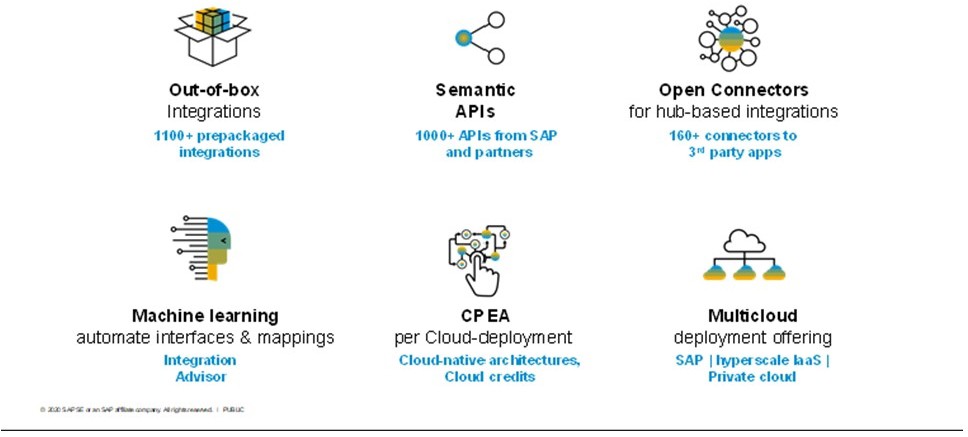 Out-of-box
Integrations
1100+ prepackaged
integrations
Semantic
APIs
1000+ APIs from SAP
and partners
Open Connectors
for hub-based integrations
160+ connectors to
3rd party apps
Machine learning
automate interfaces & mappings
Integration
Advisor
CPEA
per Cloud-deployment
Cloud-native-architectures,
Cloud credits
Multicloud
deployment offering
SAP | hyperscale IaaS |
Private cloud
© 2020 SAP SE or an SAP affiliate company. All rights reserved. | PUBLIC